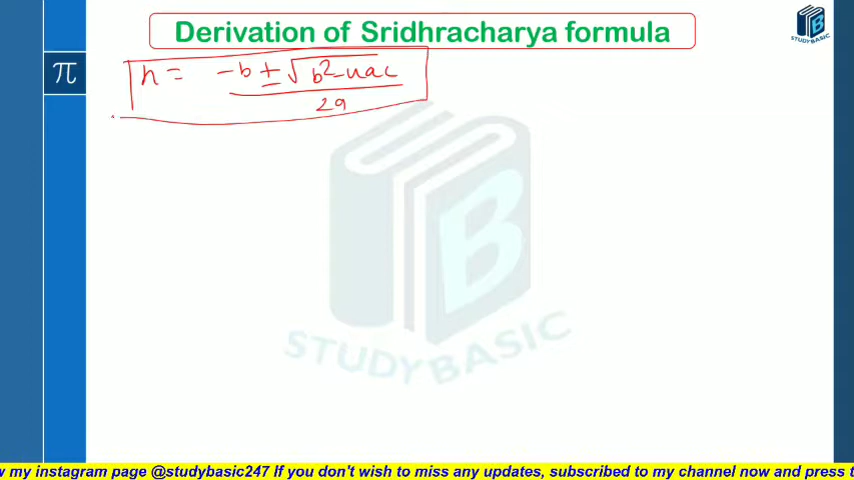 Derivation of Sridhracharya formula
STUDYBASIC
π
x = -b ± √b²-4ac
2a
B
STUDYBASIC
w my instagram page @studybasic247 If you don't wish to miss any updates, subscribed to my channel now and press t